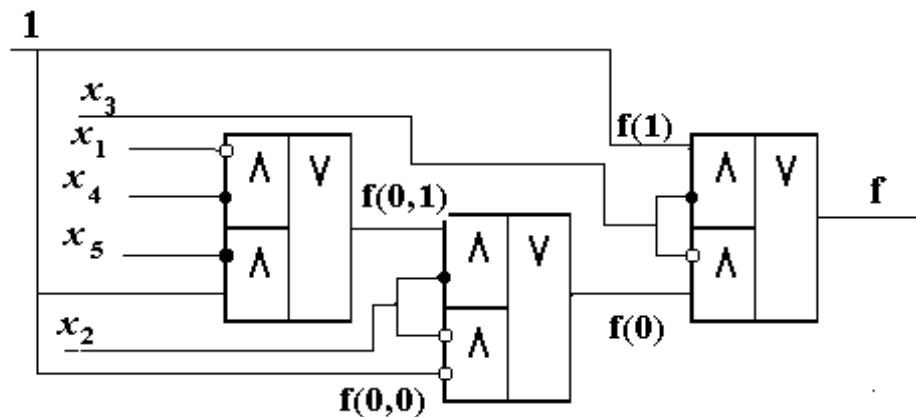 1
x₃
x₁
f(1)
∧ ∨
∧ ∨
x₄
f(0,1)
f
x₅
∧
∧ ∨
∧
x₂
f(0)
∧
f(0,0)